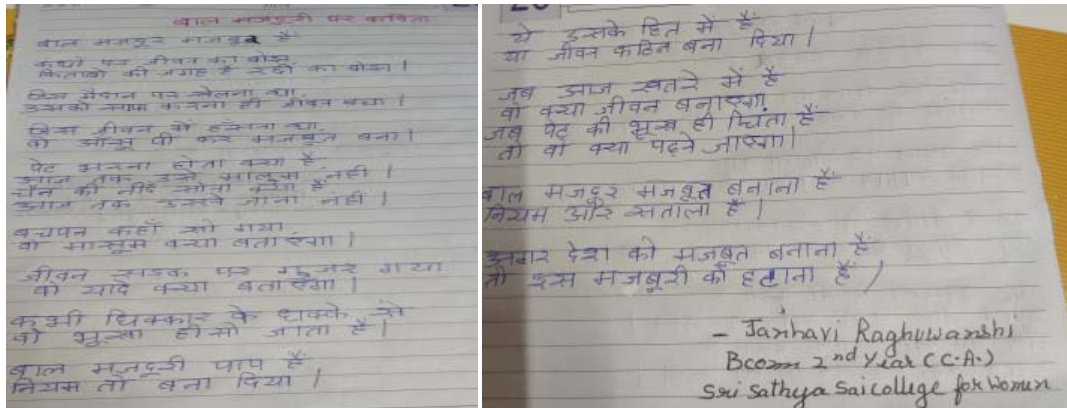 बाल मजदूरी पर कविता
बाल मजदूर मजबूर है
कंधो पर जीवन का बोझ
किताबो की जगह है रद्दी का बोझ।
जिस मैदान पर खेलना था
उसको साफ करना ही जीवन बना।
जिस जीवन में हँसना था
वो आँसू पी कर मजबूत बना।
पेट भरना होता क्या है
आज तक उसे मालूम नहीं।
चैन की नींद सोना क्या है
आज तक उसने जाना नहीं।
बचपन कहाँ खो गया
वो मासूम क्या बताएगा।
जीवन सड़क पर गुजर गया
वो यादे क्या बताएगा।
कभी धिक्कार के धक्के से
वो भूखा ही सो जाता है।
बाल मजदूरी पाप है
नियम तो बना दिया।
ये उसके हित में है
या जीवन कठिन बना दिया।
जब आज खतरे में है
वो क्या जीवन बनाएगा
जब पेट की भूख ही चिंता है
तो वो क्या पढ़ने जाएगा।
बाल मजदूर मजबूत बनाना है
नियम और सताला है।
अगर देश को मजबूत बनाना है
तो इस मजबूरी को हटाना है।
- Janhavi Raghuwanshi
Bcom 2nd Year (C.A.)
Sri Sathya Sai college for Women